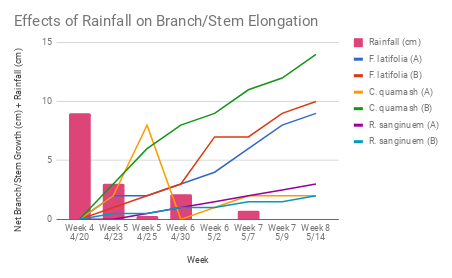 Effects of Rainfall on Branch/Stem Elongation
Net Branch/Stem Growth (cm) + Rainfall (cm)
15
10
5
0
Week 4 Week 5 Week 5 Week 6 Week 6 Week 7 Week 7 Week 8
4/20 4/23 4/25 4/30 5/2 5/7 5/9 5/14
Week
Rainfall (cm)
F. latifolia (A)
F. latifolia (B)
C. quamash (A)
C. quamash (B)
R. sanginuem (A)
R. sanginuem (B)